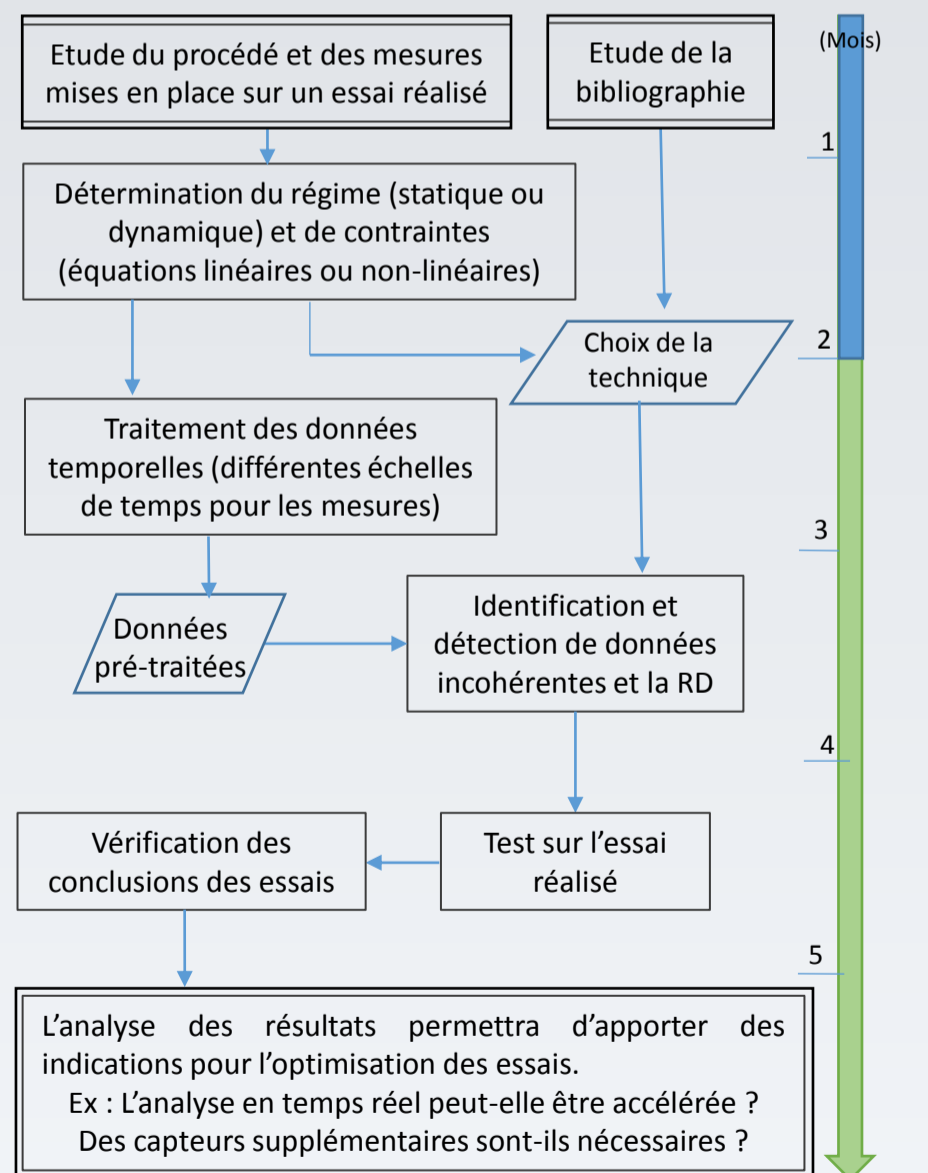 Etude du procédé et des mesures
mises en place sur un essai réalisé
Etude de la
bibliographie
(Mois)
1
Détermination du régime (statique ou
dynamique) et de contraintes
(équations linéaires ou non-linéaires)
2
Choix de la
technique
Traitement des données
temporelles (différentes échelles
de temps pour les mesures)
3
Données
pré-traitées
Identification et
détection de données
incohérentes et la RD
4
Vérification des
conclusions des essais
Test sur l’essai
réalisé
5
L’analyse des résultats permettra d’apporter des
indications pour l’optimisation des essais.
Ex : L’analyse en temps réel peut-elle être accélérée ?
Des capteurs supplémentaires sont-ils nécessaires ?